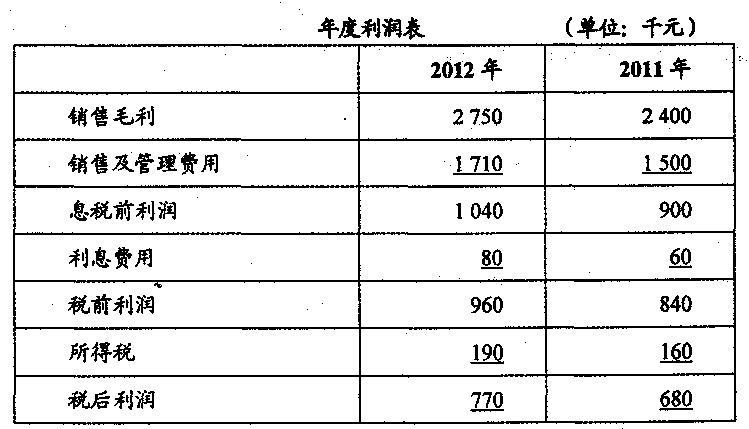 年度利润表 (单位：千元)
2012 年 2011 年
销售毛利 2 750 2 400
销售及管理费用 1 710 1 500
息税前利润 1 040 900
利息费用 80 60
税前利润 960 840
所得税 190 160
税后利润 770 680